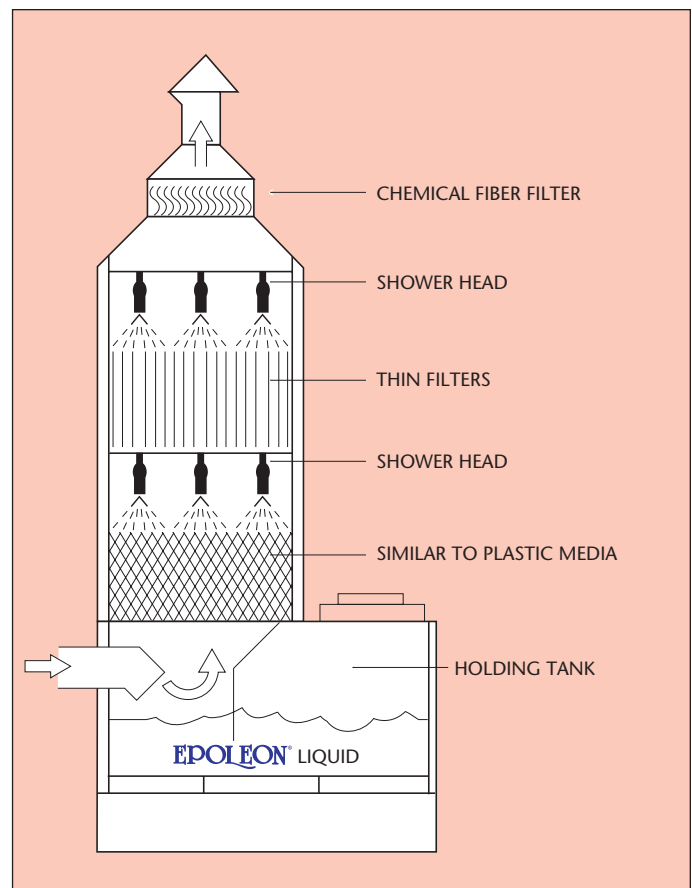 CHEMICAL FIBER FILTER
SHOWER HEAD
THIN FILTERS
SHOWER HEAD
SIMILAR TO PLASTIC MEDIA
HOLDING TANK
EPOLEON® LIQUID